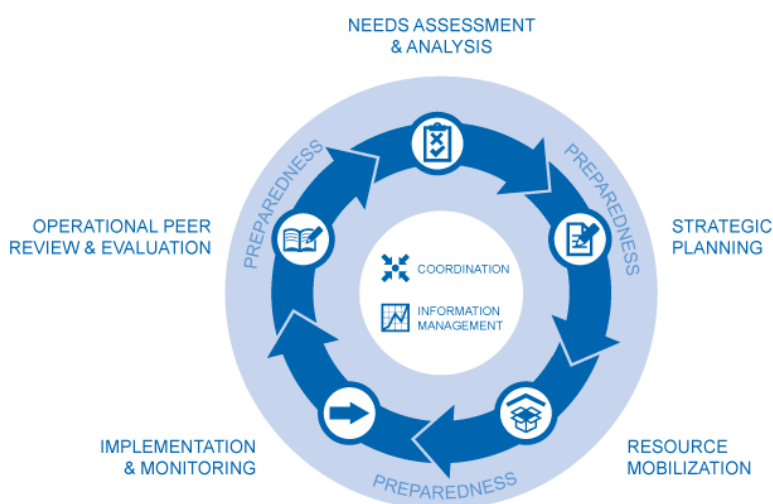 NEEDS ASSESSMENT
& ANALYSIS
PREPAREDNESS
PREPAREDNESS
OPERATIONAL PEER
REVIEW & EVALUATION
STRATEGIC
PLANNING
COORDINATION
INFORMATION
MANAGEMENT
IMPLEMENTATION
& MONITORING
RESOURCE
MOBILIZATION
PREPAREDNESS